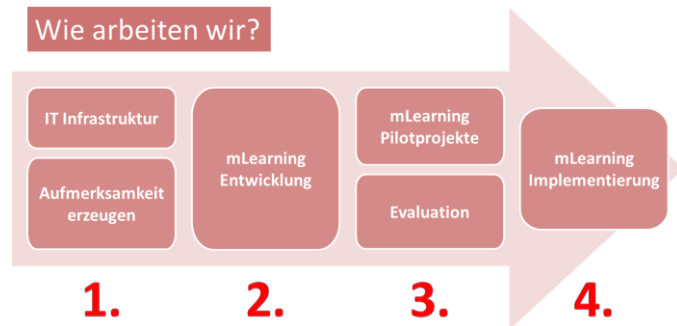 Wie arbeiten wir?
IT Infrastruktur
Aufmerksamkeit
erzeugen
mLearning
Entwicklung
mLearning
Pilotprojekte
Evaluation
mLearning
Implementierung
1.
2.
3.
4.